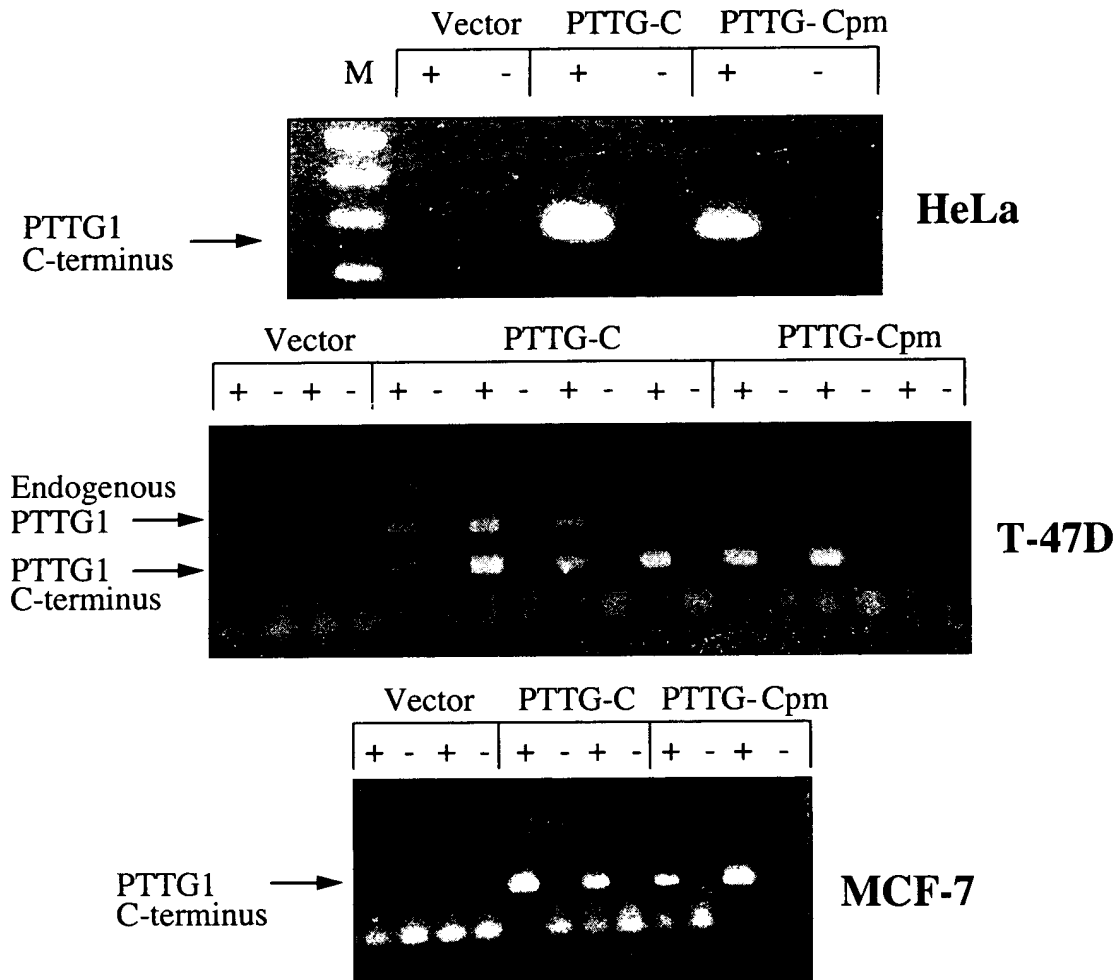 Vector PTTG-C PTTG-Cpm
M + - + - + -
PTTG1
C-terminus
HeLa
Vector PTTG-C PTTG-Cpm
+ - + - + - + - + - + - + - + - + -
Endogenous
PTTG1
PTTG1
C-terminus
T-47D
Vector PTTG-C PTTG-Cpm
+ - + - + - + - + - + -
PTTG1
C-terminus
MCF-7